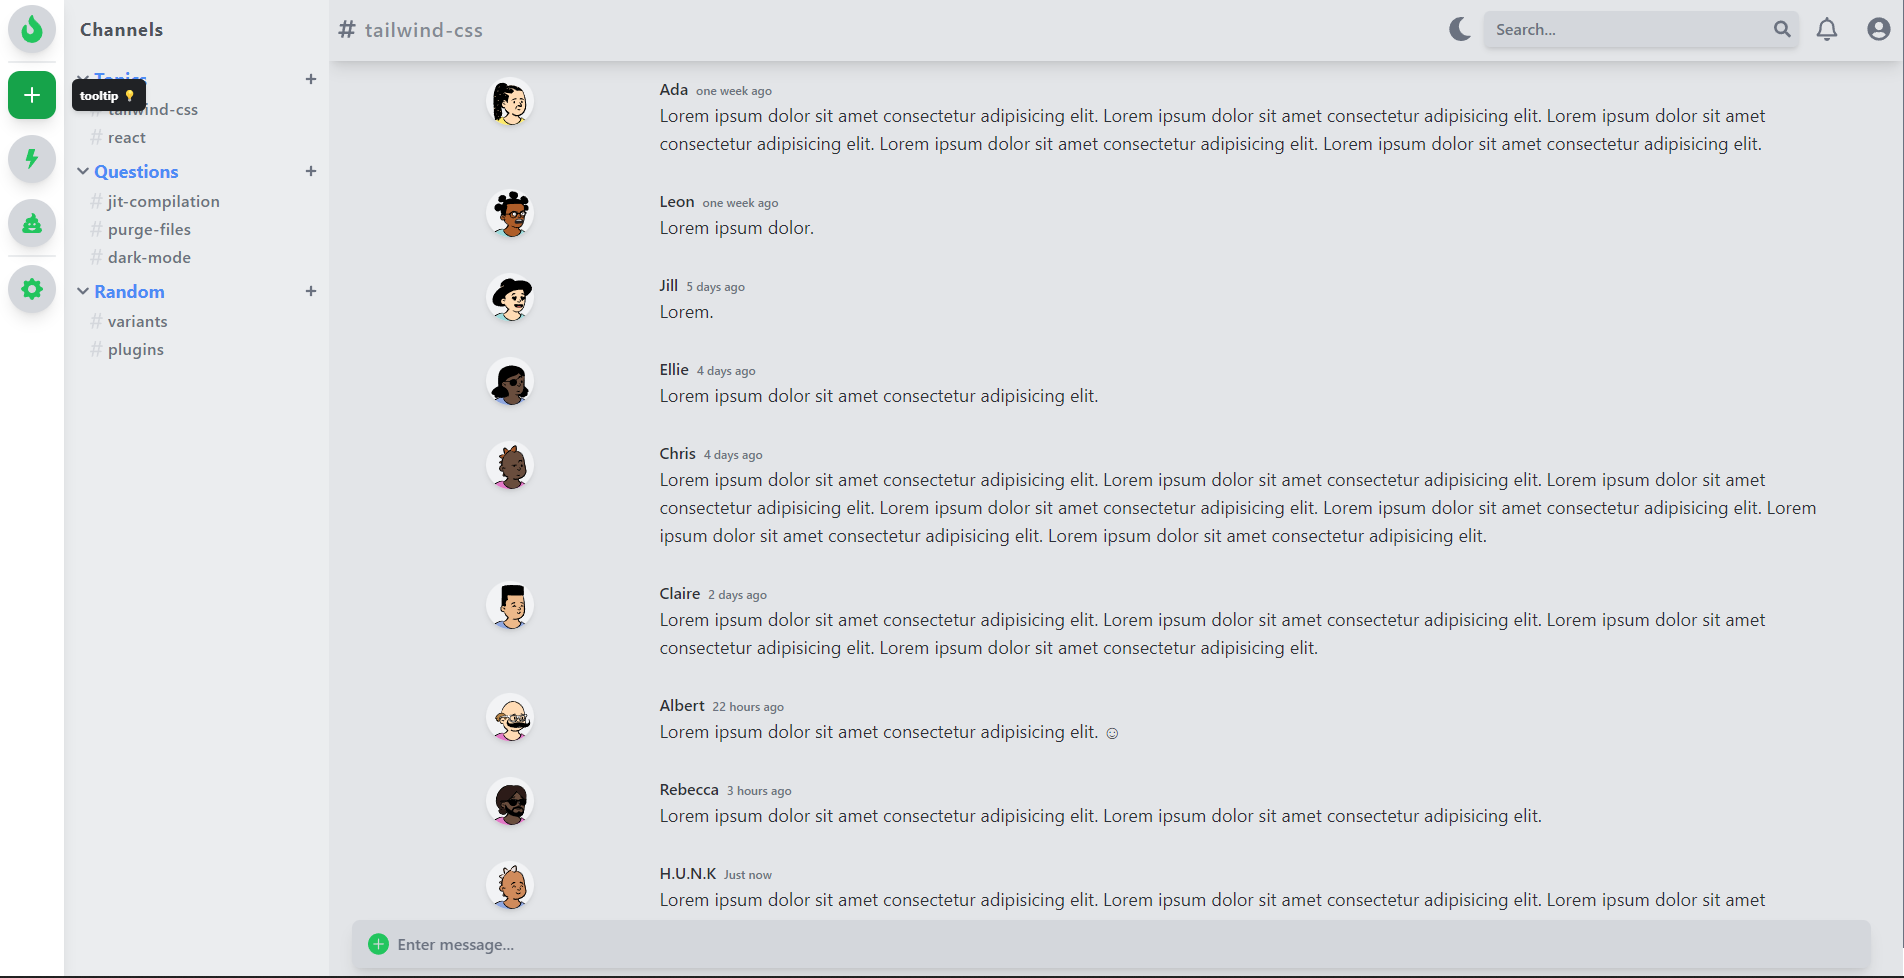 Channels
Topics
tooltip 💡
# tailwind-css
# react
Questions
# jit-compilation
# purge-files
# dark-mode
Random
# variants
# plugins
# tailwind-css
Search...
Ada one week ago
Lorem ipsum dolor sit amet consectetur adipisicing elit. Lorem ipsum dolor sit amet consectetur adipisicing elit. Lorem ipsum dolor sit amet
consectetur adipisicing elit. Lorem ipsum dolor sit amet consectetur adipisicing elit. Lorem ipsum dolor sit amet consectetur adipisicing elit.
Leon one week ago
Lorem ipsum dolor.
Jill 5 days ago
Lorem.
Ellie 4 days ago
Lorem ipsum dolor sit amet consectetur adipisicing elit.
Chris 4 days ago
Lorem ipsum dolor sit amet consectetur adipisicing elit. Lorem ipsum dolor sit amet consectetur adipisicing elit. Lorem ipsum dolor sit amet
consectetur adipisicing elit. Lorem ipsum dolor sit amet consectetur adipisicing elit. Lorem ipsum dolor sit amet consectetur adipisicing elit. Lorem
ipsum dolor sit amet consectetur adipisicing elit. Lorem ipsum dolor sit amet consectetur adipisicing elit.
Claire 2 days ago
Lorem ipsum dolor sit amet consectetur adipisicing elit. Lorem ipsum dolor sit amet consectetur adipisicing elit. Lorem ipsum dolor sit amet
consectetur adipisicing elit. Lorem ipsum dolor sit amet consectetur adipisicing elit.
Albert 22 hours ago
Lorem ipsum dolor sit amet consectetur adipisicing elit. ☺
Rebecca 3 hours ago
Lorem ipsum dolor sit amet consectetur adipisicing elit. Lorem ipsum dolor sit amet consectetur adipisicing elit.
H.U.N.K Just now
Lorem ipsum dolor sit amet consectetur adipisicing elit. Lorem ipsum dolor sit amet consectetur adipisicing elit. Lorem ipsum dolor sit amet
Enter message...